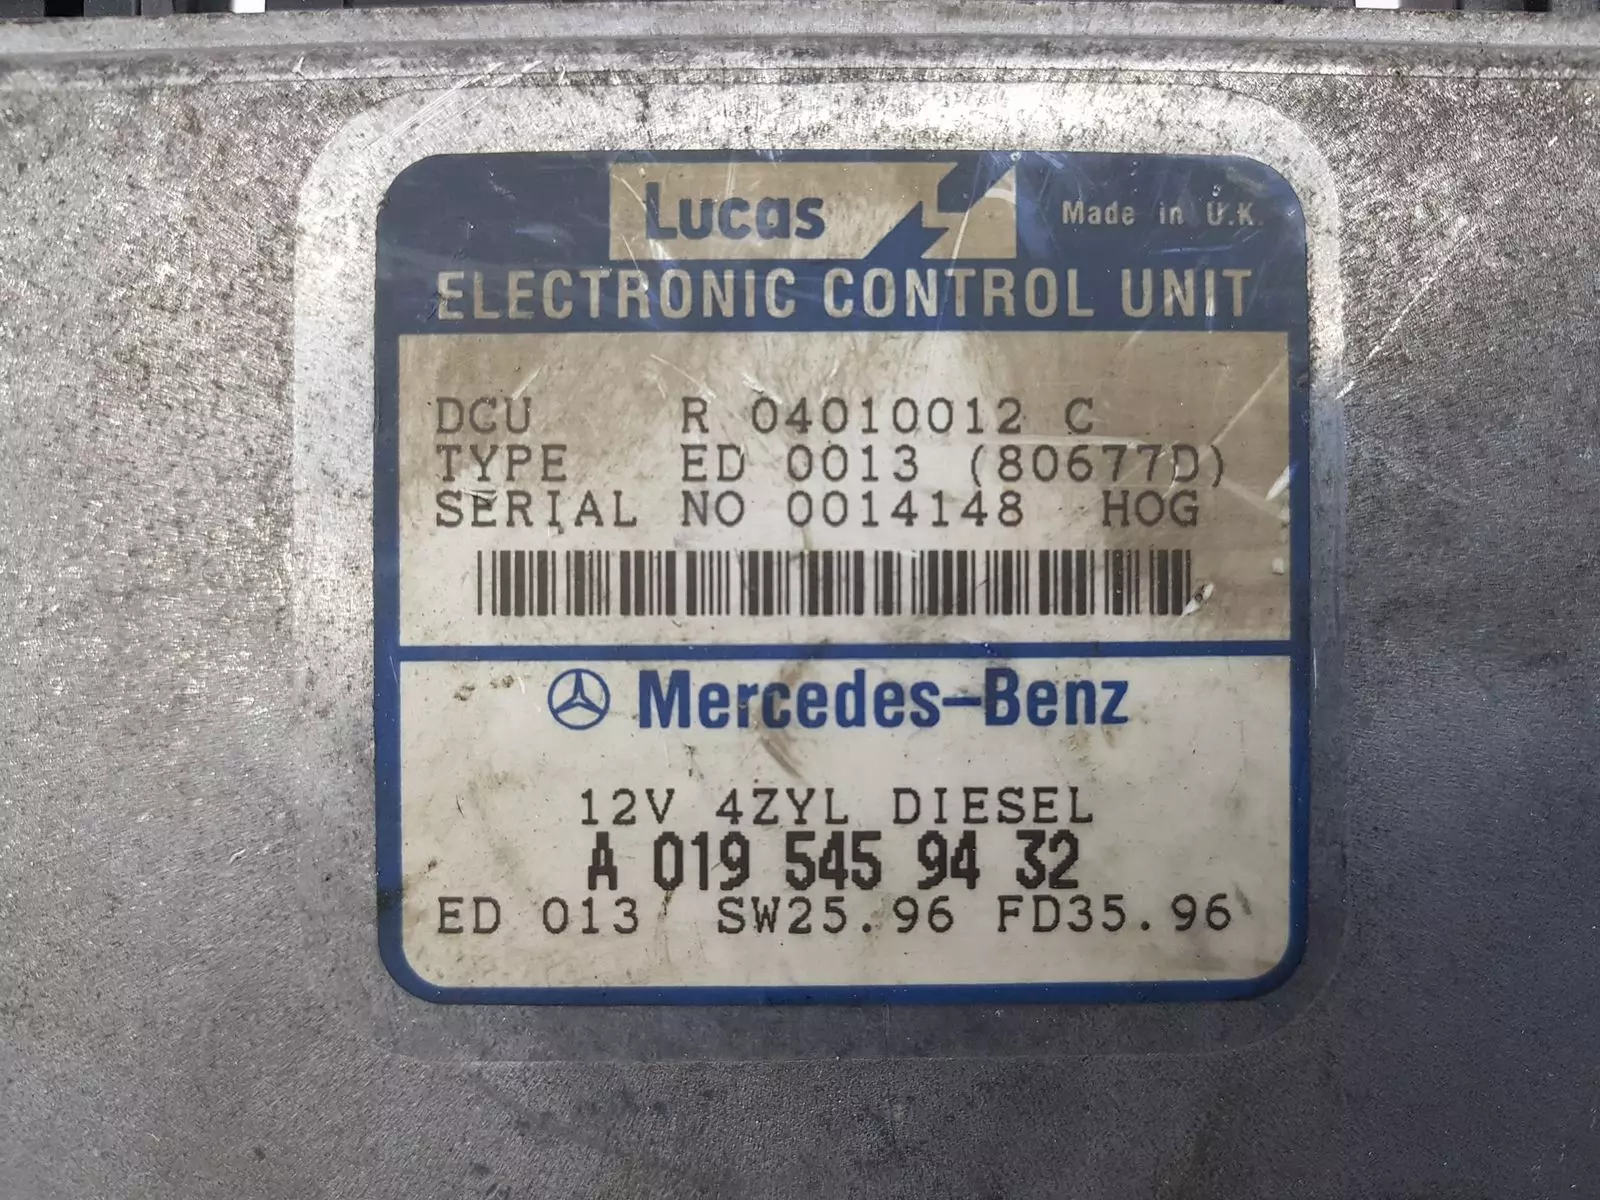 Lucas
Made in U.K.
ELECTRONIC CONTROL UNIT
DCU R 04010012 C
TYPE ED 0013 (80677D)
SERIAL NO 0014148 HOG
Mercedes-Benz
12V 4ZYL DIESEL
A 019 545 94 32
ED 013 SW25.96 FD35.96